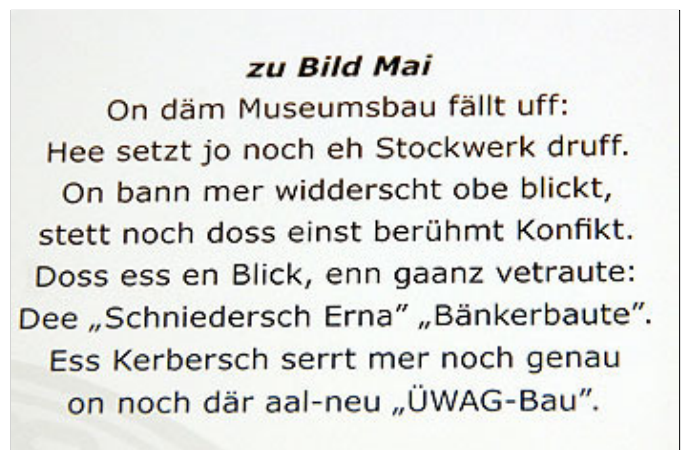 zu Bild Mai
On däm Museumsbau fällt uff:
Hee setzt jo noch eh Stockwerk druff.
On bann mer widderscht obe blickt,
stett noch doss einst berühmt Konfikt.
Doss ess en Blick, enn gaanz vetraute:
Dee „Schniedersch Erna” „Bänkerbaute”.
Ess Kerbersch serrt mer noch genau
on noch där aal-neu „ÜWAG-Bau”.